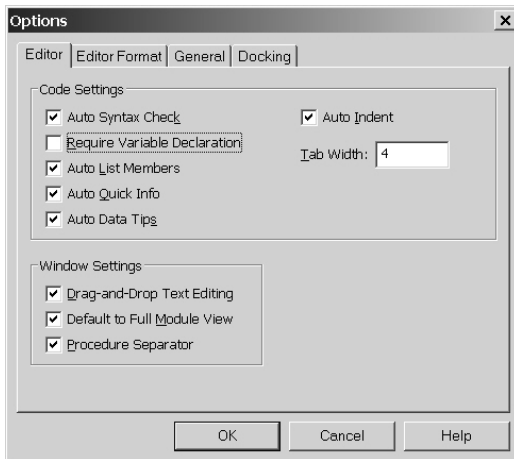 Options
Editor Editor Format General Docking
Code Settings
Auto Syntax Check
Auto Indent
Require Variable Declaration
Tab Width: 4
Auto List Members
Auto Quick Info
Auto Data Tips
Window Settings
Drag-and-Drop Text Editing
Default to Full Module View
Procedure Separator
OK Cancel Help